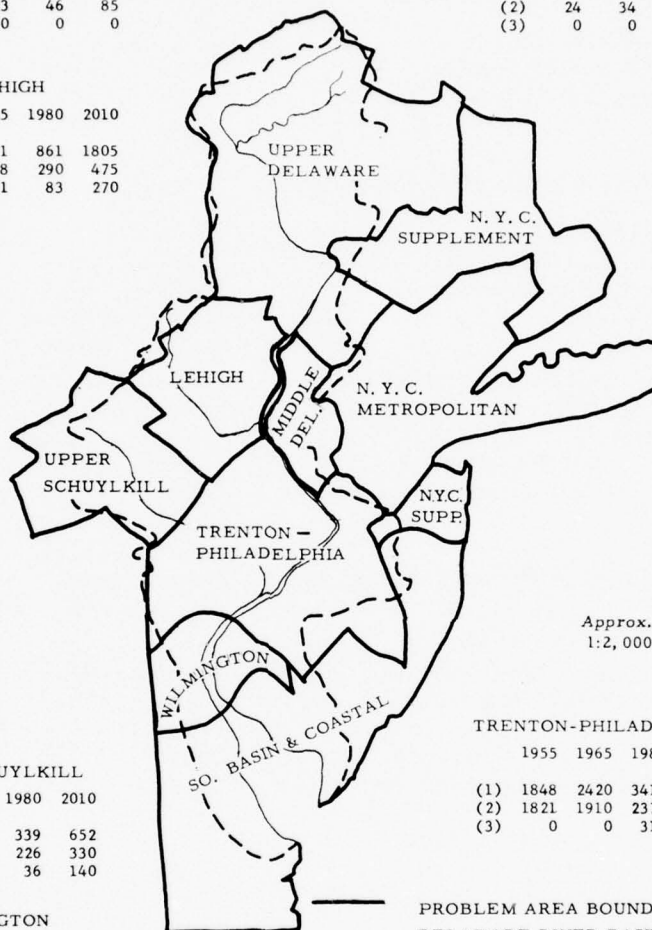 3 46 85
0 0 0
(2) 24 34
(3) 0 0
HIGH
5 1980 2010
1 861 1805
8 290 475
1 83 270
UPPER
DELAWARE
N. Y. C.
SUPPLEMENT
LEHIGH
MIDDLE
DEL.
N. Y. C.
METROPOLITAN
UPPER
SCHUYLKILL
N.Y.C.
SUPP.
TRENTON –
PHILADELPHIA
WILMINGTON
SO. BASIN & COASTAL
Approx.
1:2,000
UYLKILL
1980 2010
339 652
226 330
36 140
GTON
TRENTON-PHILAD
1955 1965 198
(1) 1848 2420 341
(2) 1821 1910 231
(3) 0 0 31
PROBLEM AREA BOUND